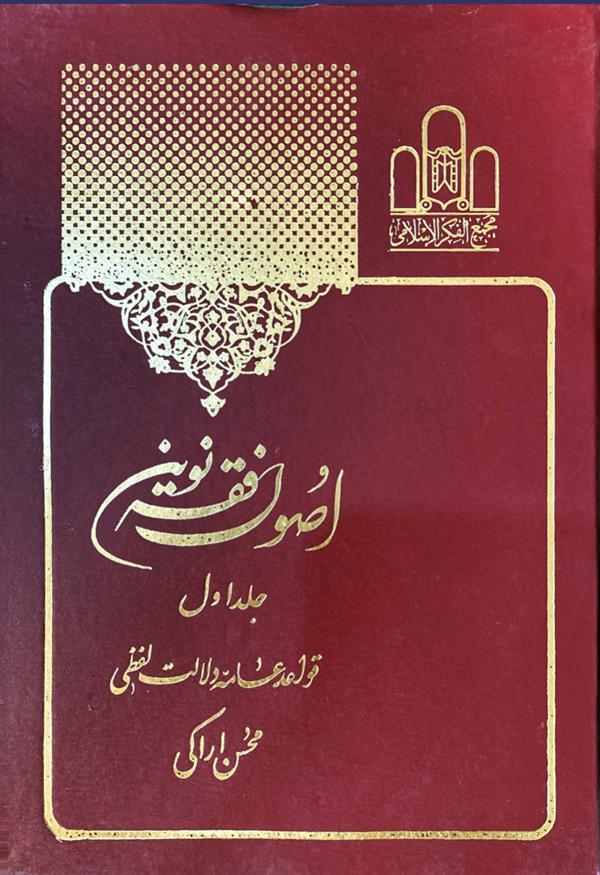 مجمع الفکر الاسلامی
اصول فقه نوین
جلد اول
قواعد عامه دلالت لفظی
محسن اراکی